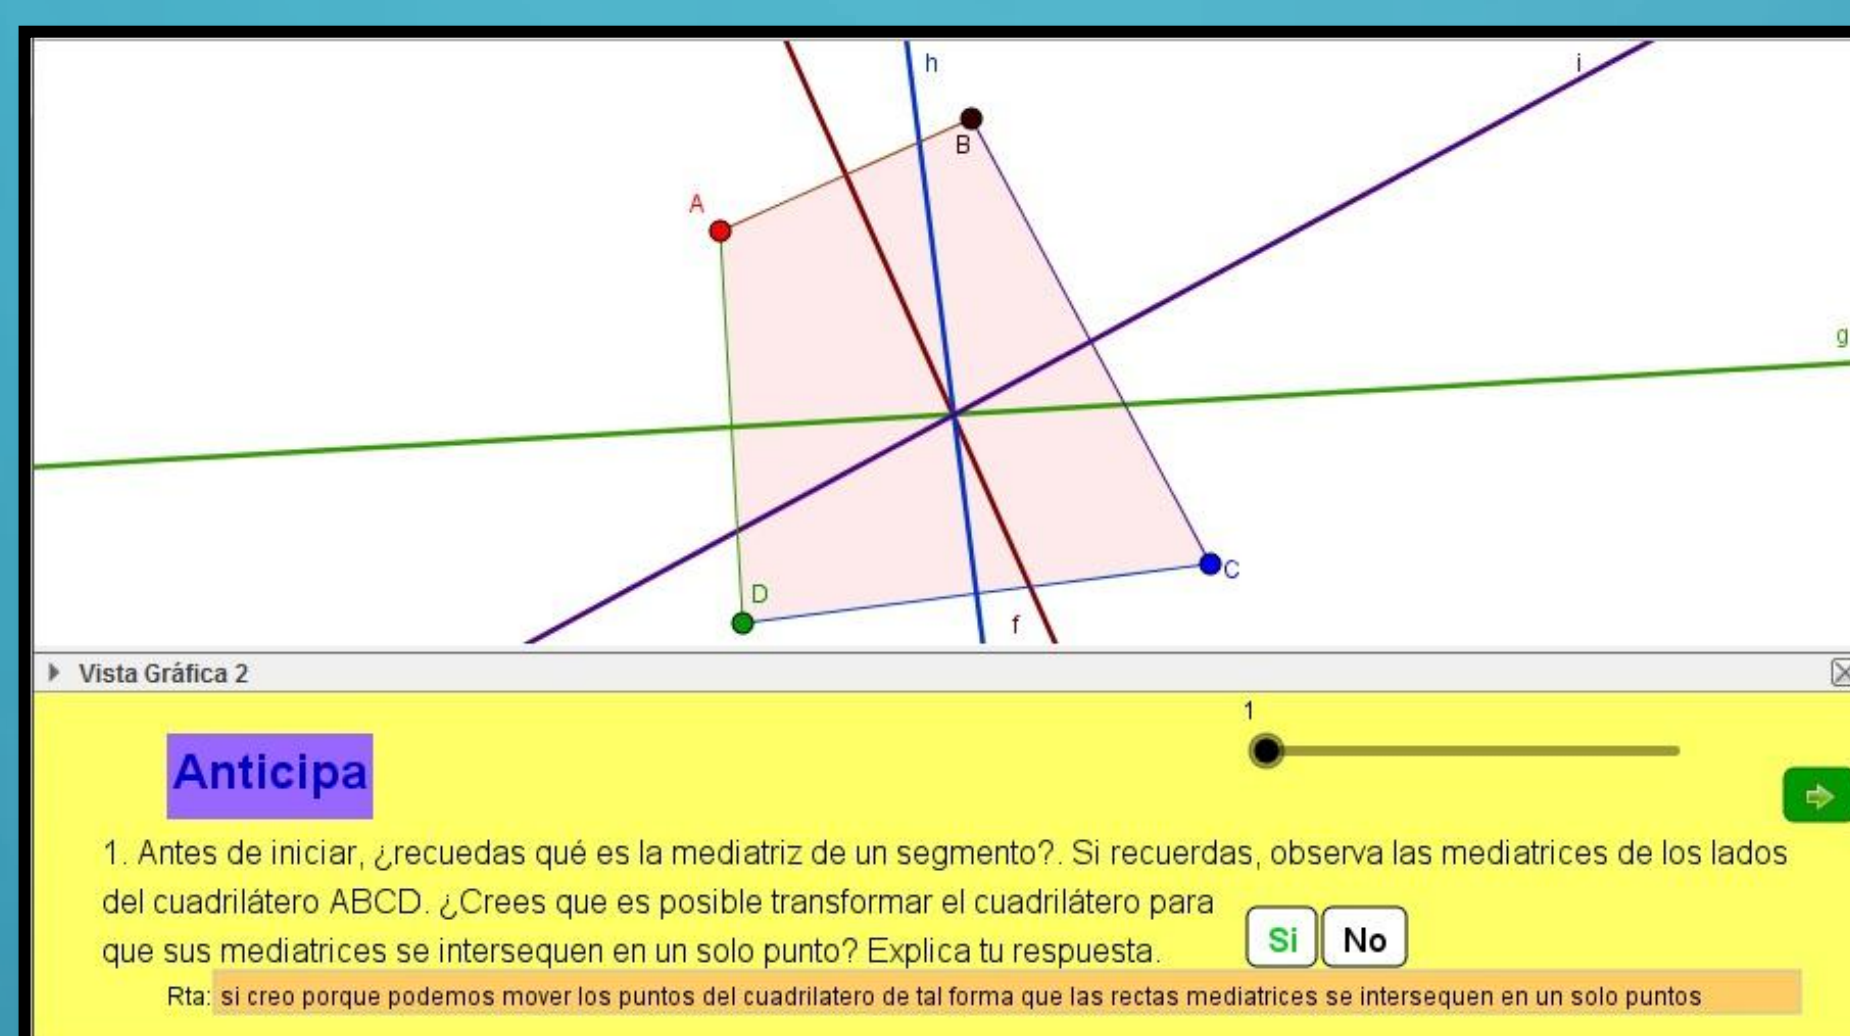 h
i
B
A
g
D
C
f
Vista Gráfica 2
1
Anticipa
1. Antes de iniciar, ¿recuedas qué es la mediatriz de un segmento?. Si recuerdas, observa las mediatrices de los lados
del cuadrilátero ABCD. ¿Crees que es posible transformar el cuadrilátero para
que sus mediatrices se intersequen en un solo punto? Explica tu respuesta.
Si No
Rta: si creo porque podemos mover los puntos del cuadrilatero de tal forma que las rectas mediatrices se intersequen en un solo puntos